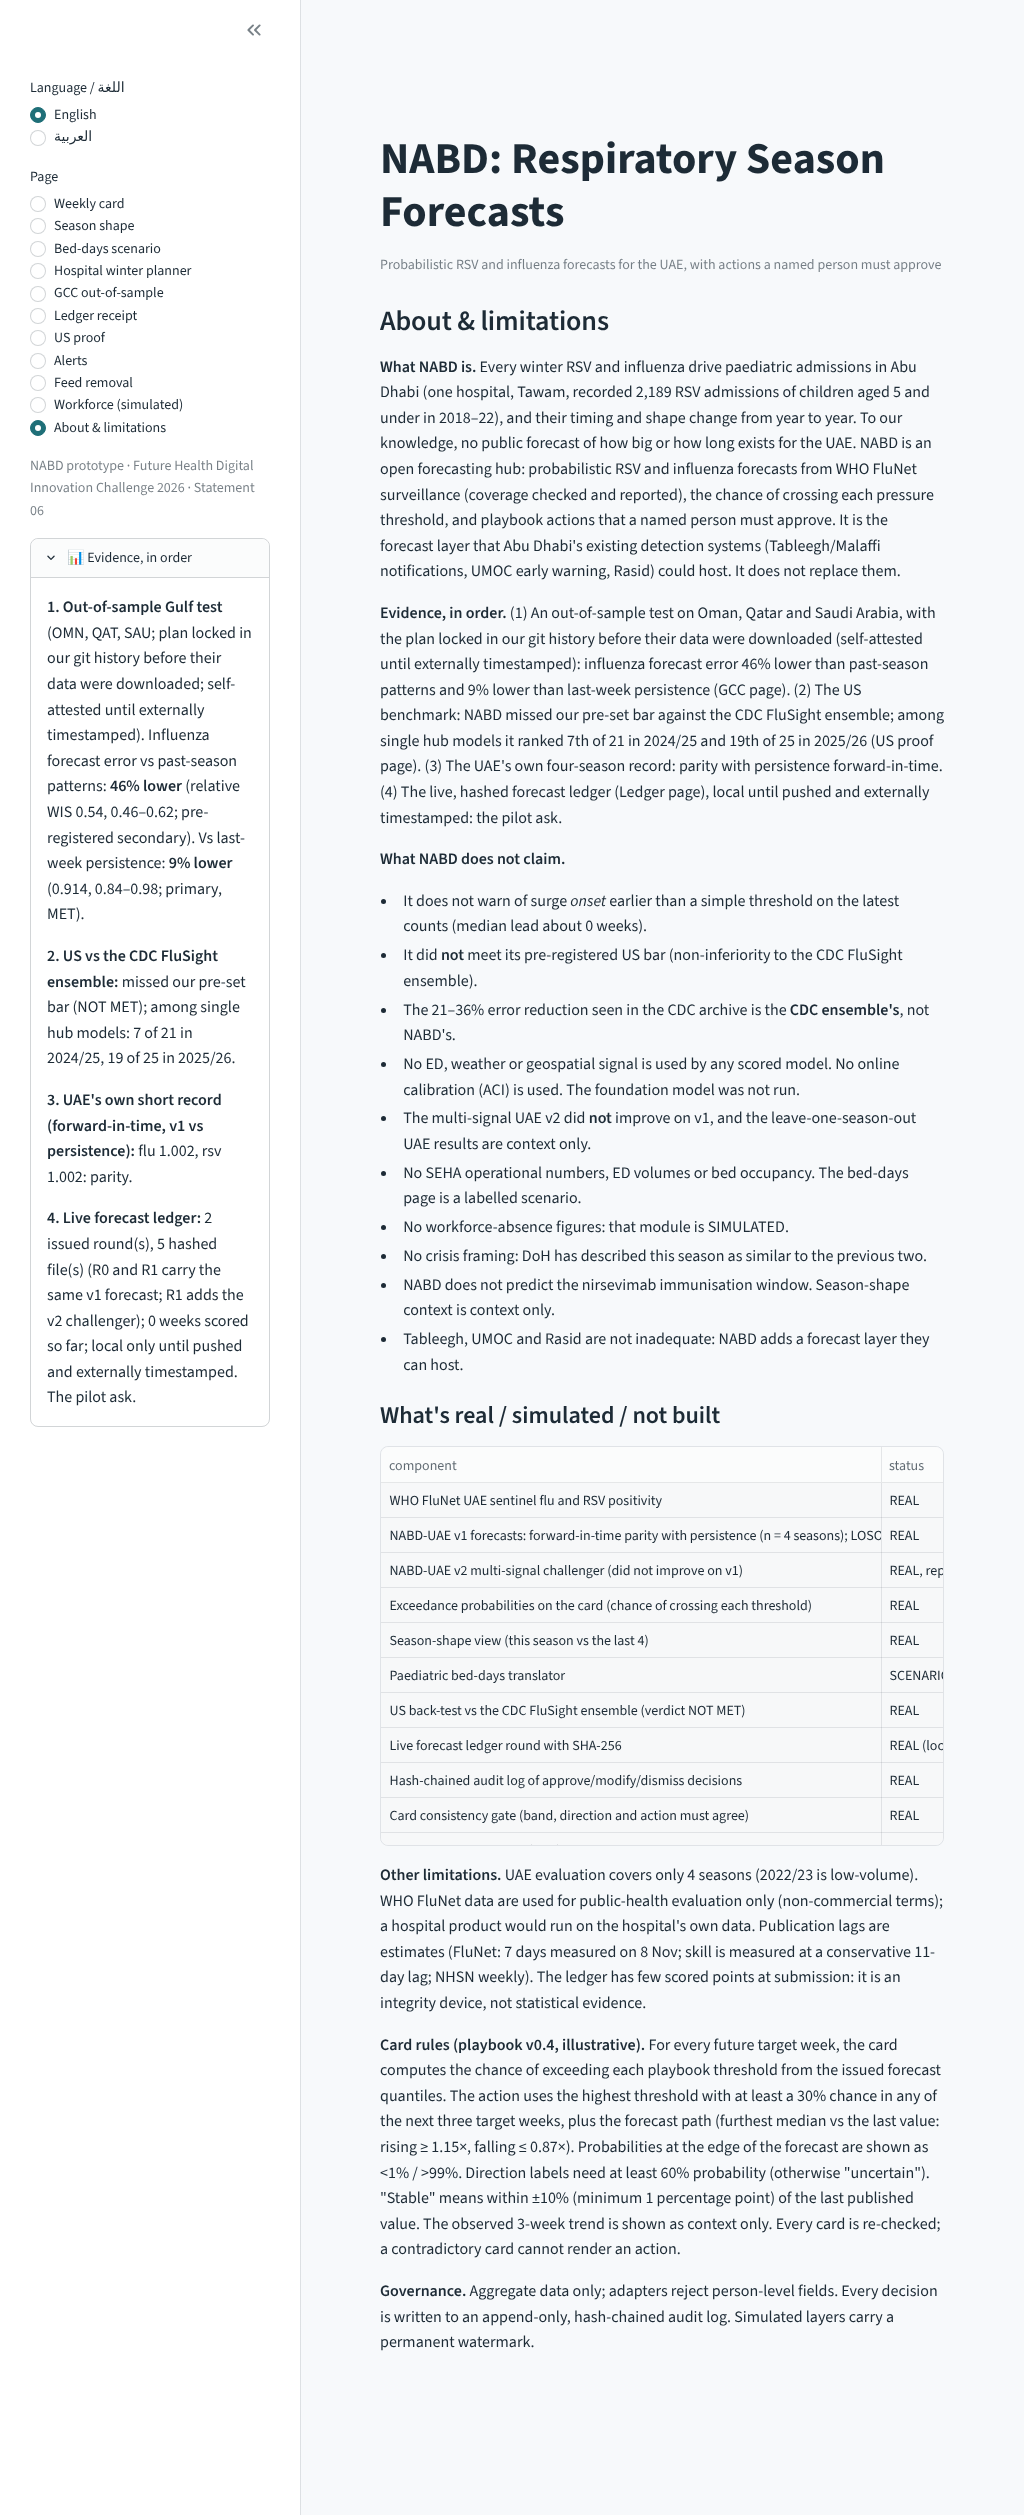 Language / اللغة
English
العربية
Page
Weekly card
Season shape
Bed-days scenario
Hospital winter planner
GCC out-of-sample
Ledger receipt
US proof
Alerts
Feed removal
Workforce (simulated)
About & limitations
NABD prototype · Future Health Digital
Innovation Challenge 2026 · Statement
06
📊 Evidence, in order
1. Out-of-sample Gulf test
(OMN, QAT, SAU; plan locked in
our git history before their
data were downloaded; self-
attested until externally
timestamped). Influenza
forecast error vs past-season
patterns: 46% lower (relative
WIS 0.54, 0.46–0.62; pre-
registered secondary). Vs last-
week persistence: 9% lower
(0.914, 0.84–0.98; primary,
MET).
2. US vs the CDC FluSight
ensemble: missed our pre-set
bar (NOT MET); among single
hub models: 7 of 21 in
2024/25, 19 of 25 in 2025/26.
3. UAE's own short record
(forward-in-time, v1 vs
persistence): flu 1.002, rsv
1.002: parity.
4. Live forecast ledger: 2
issued round(s), 5 hashed
file(s) (R0 and R1 carry the
same v1 forecast; R1 adds the
v2 challenger); 0 weeks scored
so far; local only until pushed
and externally timestamped.
The pilot ask.
NABD: Respiratory Season
Forecasts
Probabilistic RSV and influenza forecasts for the UAE, with actions a named person must approve
About & limitations
What NABD is. Every winter RSV and influenza drive paediatric admissions in Abu
Dhabi (one hospital, Tawam, recorded 2,189 RSV admissions of children aged 5 and
under in 2018–22), and their timing and shape change from year to year. To our
knowledge, no public forecast of how big or how long exists for the UAE. NABD is an
open forecasting hub: probabilistic RSV and influenza forecasts from WHO FluNet
surveillance (coverage checked and reported), the chance of crossing each pressure
threshold, and playbook actions that a named person must approve. It is the
forecast layer that Abu Dhabi's existing detection systems (Tableegh/Malaffi
notifications, UMOC early warning, Rasid) could host. It does not replace them.
Evidence, in order. (1) An out-of-sample test on Oman, Qatar and Saudi Arabia, with
the plan locked in our git history before their data were downloaded (self-attested
until externally timestamped): influenza forecast error 46% lower than past-season
patterns and 9% lower than last-week persistence (GCC page). (2) The US
benchmark: NABD missed our pre-set bar against the CDC FluSight ensemble; among
single hub models it ranked 7th of 21 in 2024/25 and 19th of 25 in 2025/26 (US proof
page). (3) The UAE's own four-season record: parity with persistence forward-in-time.
(4) The live, hashed forecast ledger (Ledger page), local until pushed and externally
timestamped: the pilot ask.
What NABD does not claim.
• It does not warn of surge onset earlier than a simple threshold on the latest
counts (median lead about 0 weeks).
• It did not meet its pre-registered US bar (non-inferiority to the CDC FluSight
ensemble).
• The 21–36% error reduction seen in the CDC archive is the CDC ensemble's, not
NABD's.
• No ED, weather or geospatial signal is used by any scored model. No online
calibration (ACI) is used. The foundation model was not run.
• The multi-signal UAE v2 did not improve on v1, and the leave-one-season-out
UAE results are context only.
• No SEHA operational numbers, ED volumes or bed occupancy. The bed-days
page is a labelled scenario.
• No workforce-absence figures: that module is SIMULATED.
• No crisis framing: DoH has described this season as similar to the previous two.
• NABD does not predict the nirsevimab immunisation window. Season-shape
context is context only.
• Tableegh, UMOC and Rasid are not inadequate: NABD adds a forecast layer they
can host.
What's real / simulated / not built
component status
WHO FluNet UAE sentinel flu and RSV positivity REAL
NABD-UAE v1 forecasts: forward-in-time parity with persistence (n = 4 seasons); LOSO REAL
NABD-UAE v2 multi-signal challenger (did not improve on v1) REAL, rep
Exceedance probabilities on the card (chance of crossing each threshold) REAL
Season-shape view (this season vs the last 4) REAL
Paediatric bed-days translator SCENARIO
US back-test vs the CDC FluSight ensemble (verdict NOT MET) REAL
Live forecast ledger round with SHA-256 REAL (loc
Hash-chained audit log of approve/modify/dismiss decisions REAL
Card consistency gate (band, direction and action must agree) REAL
Other limitations. UAE evaluation covers only 4 seasons (2022/23 is low-volume).
WHO FluNet data are used for public-health evaluation only (non-commercial terms);
a hospital product would run on the hospital's own data. Publication lags are
estimates (FluNet: 7 days measured on 8 Nov; skill is measured at a conservative 11-
day lag; NHSN weekly). The ledger has few scored points at submission: it is an
integrity device, not statistical evidence.
Card rules (playbook v0.4, illustrative). For every future target week, the card
computes the chance of exceeding each playbook threshold from the issued forecast
quantiles. The action uses the highest threshold with at least a 30% chance in any of
the next three target weeks, plus the forecast path (furthest median vs the last value:
rising ≥ 1.15×, falling ≤ 0.87×). Probabilities at the edge of the forecast are shown as
<1% / >99%. Direction labels need at least 60% probability (otherwise "uncertain").
"Stable" means within ±10% (minimum 1 percentage point) of the last published
value. The observed 3-week trend is shown as context only. Every card is re-checked;
a contradictory card cannot render an action.
Governance. Aggregate data only; adapters reject person-level fields. Every decision
is written to an append-only, hash-chained audit log. Simulated layers carry a
permanent watermark.